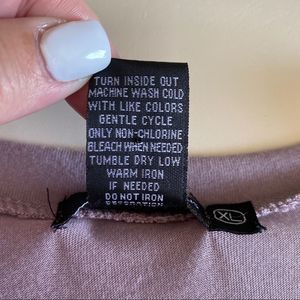 TURN INSIDE OUT
MACHINE WASH COLD
WITH LIKE COLORS
GENTLE CYCLE
ONLY NON-CHLORINE
BLEACH WHEN NEEDED
TUMBLE DRY LOW
WARM IRON
IF NEEDED
DO NOT IRON
DECORATION
XL